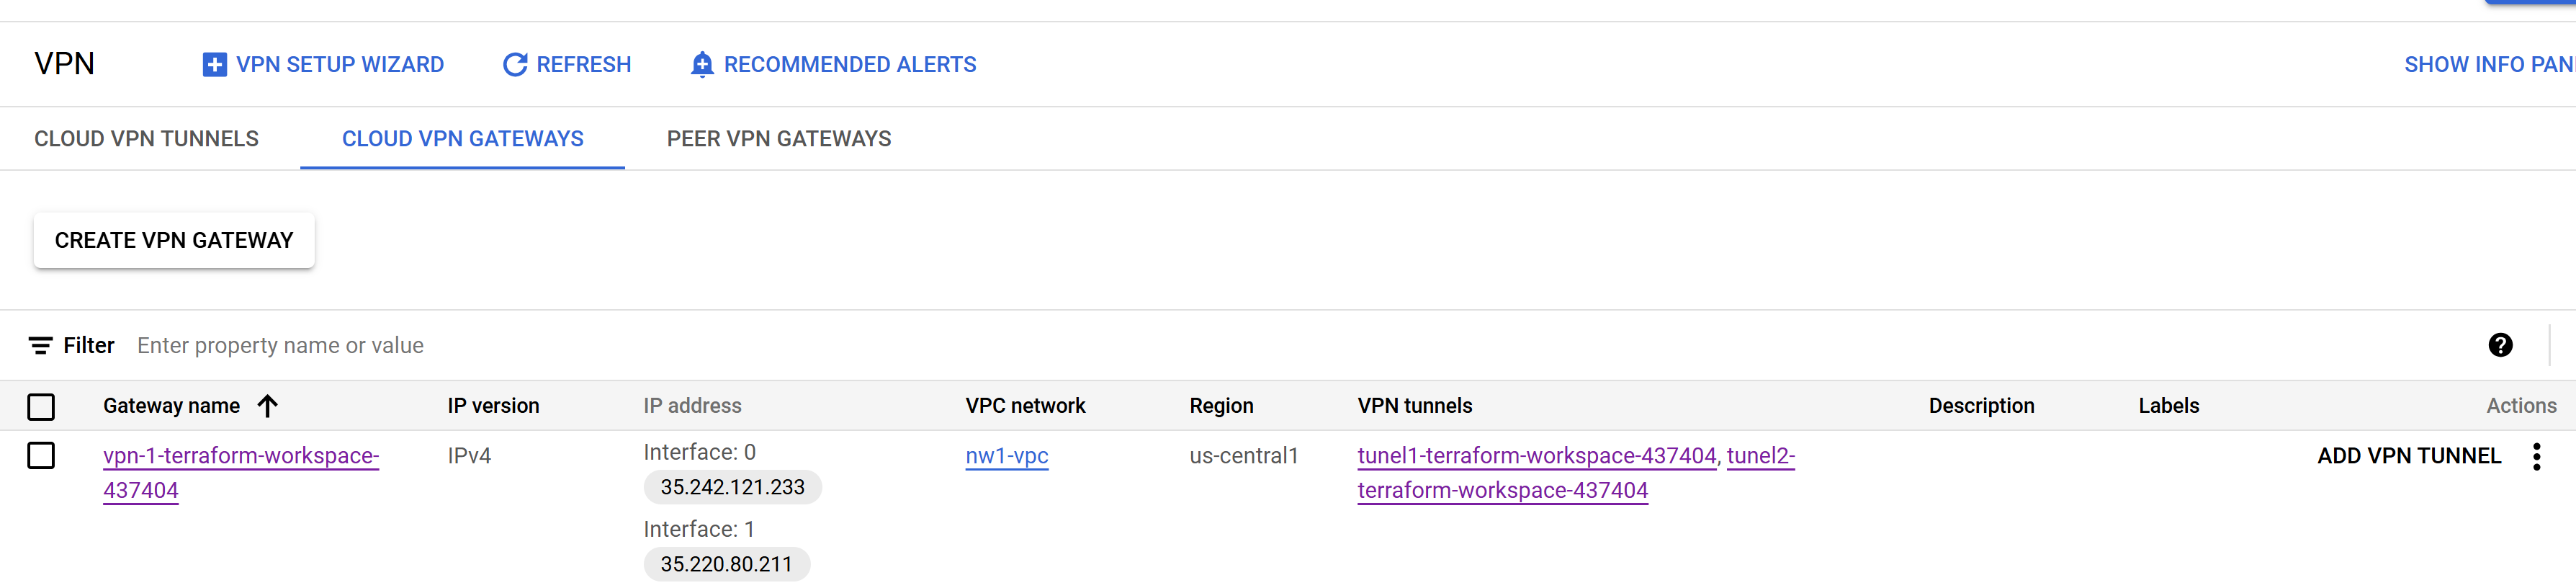 VPN
VPN SETUP WIZARD
REFRESH
RECOMMENDED ALERTS
SHOW INFO PAN
CLOUD VPN TUNNELS
CLOUD VPN GATEWAYS
PEER VPN GATEWAYS
CREATE VPN GATEWAY
Filter
Enter property name or value
Gateway name
IP version
IP address
VPC network
Region
VPN tunnels
Description
Labels
Actions
vpn-1-terraform-workspace-
437404
IPv4
Interface: 0
35.242.121.233
Interface: 1
35.220.80.211
nw1-vpc
us-central1
tunel1-terraform-workspace-437404, tunel2-
terraform-workspace-437404
ADD VPN TUNNEL